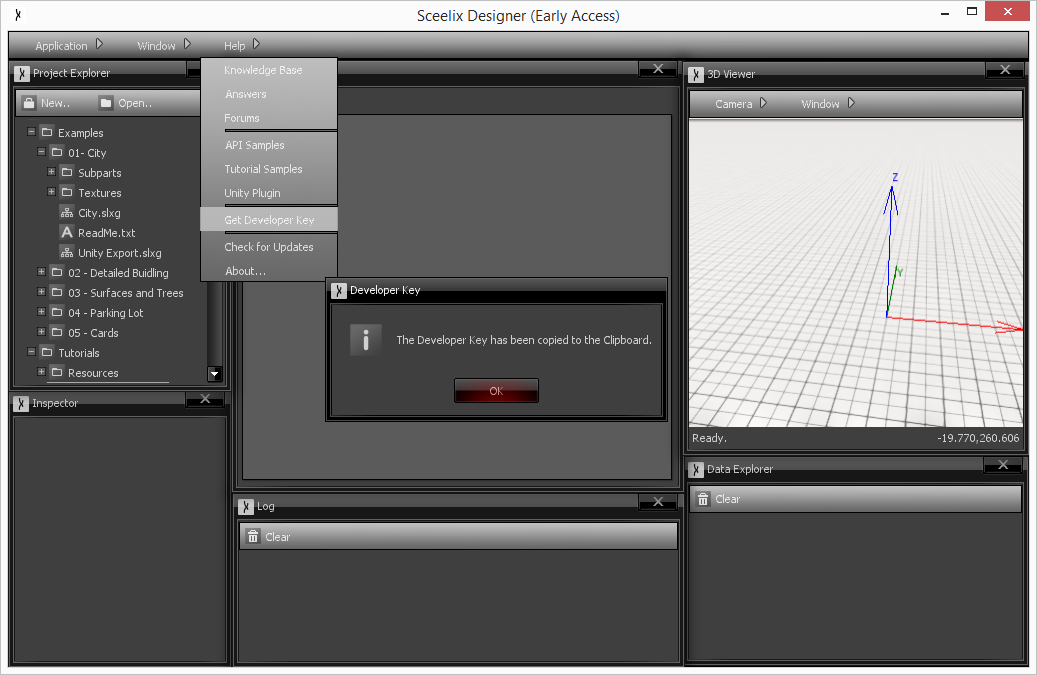 Sceelix Designer (Early Access)
Application Window Help
Project Explorer
New.. Open..
Examples
01- City
Subparts
Textures
City.slxg
ReadMe.txt
Unity Export.slxg
02 - Detailed Buidling
03 - Surfaces and Trees
04 - Parking Lot
05 - Cards
Tutorials
Resources
Knowledge Base
Answers
Forums
API Samples
Tutorial Samples
Unity Plugin
Get Developer Key
Check for Updates
About...
Developer Key
The Developer Key has been copied to the Clipboard.
OK
3D Viewer
Camera Window
Z
Y
Ready. -19.770,260.606
Inspector
Log
Clear
Data Explorer
Clear